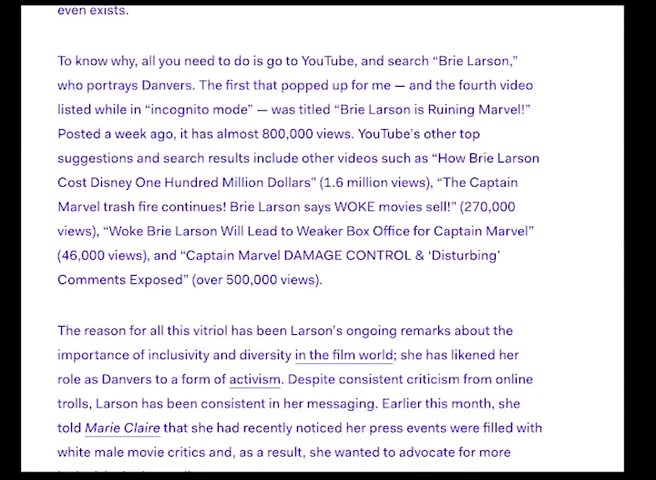 even exists.
To know why, all you need to do is go to YouTube, and search “Brie Larson,”
who portrays Danvers. The first that popped up for me — and the fourth video
listed while in “incognito mode” — was titled “Brie Larson is Ruining Marvel!”
Posted a week ago, it has almost 800,000 views. YouTube’s other top
suggestions and search results include other videos such as “How Brie Larson
Cost Disney One Hundred Million Dollars” (1.6 million views), “The Captain
Marvel trash fire continues! Brie Larson says WOKE movies sell!” (270,000
views), “Woke Brie Larson Will Lead to Weaker Box Office for Captain Marvel”
(46,000 views), and “Captain Marvel DAMAGE CONTROL & ‘Disturbing’
Comments Exposed” (over 500,000 views).
The reason for all this vitriol has been Larson’s ongoing remarks about the
importance of inclusivity and diversity in the film world; she has likened her
role as Danvers to a form of activism. Despite consistent criticism from online
trolls, Larson has been consistent in her messaging. Earlier this month, she
told Marie Claire that she had recently noticed her press events were filled with
white male movie critics and, as a result, she wanted to advocate for more